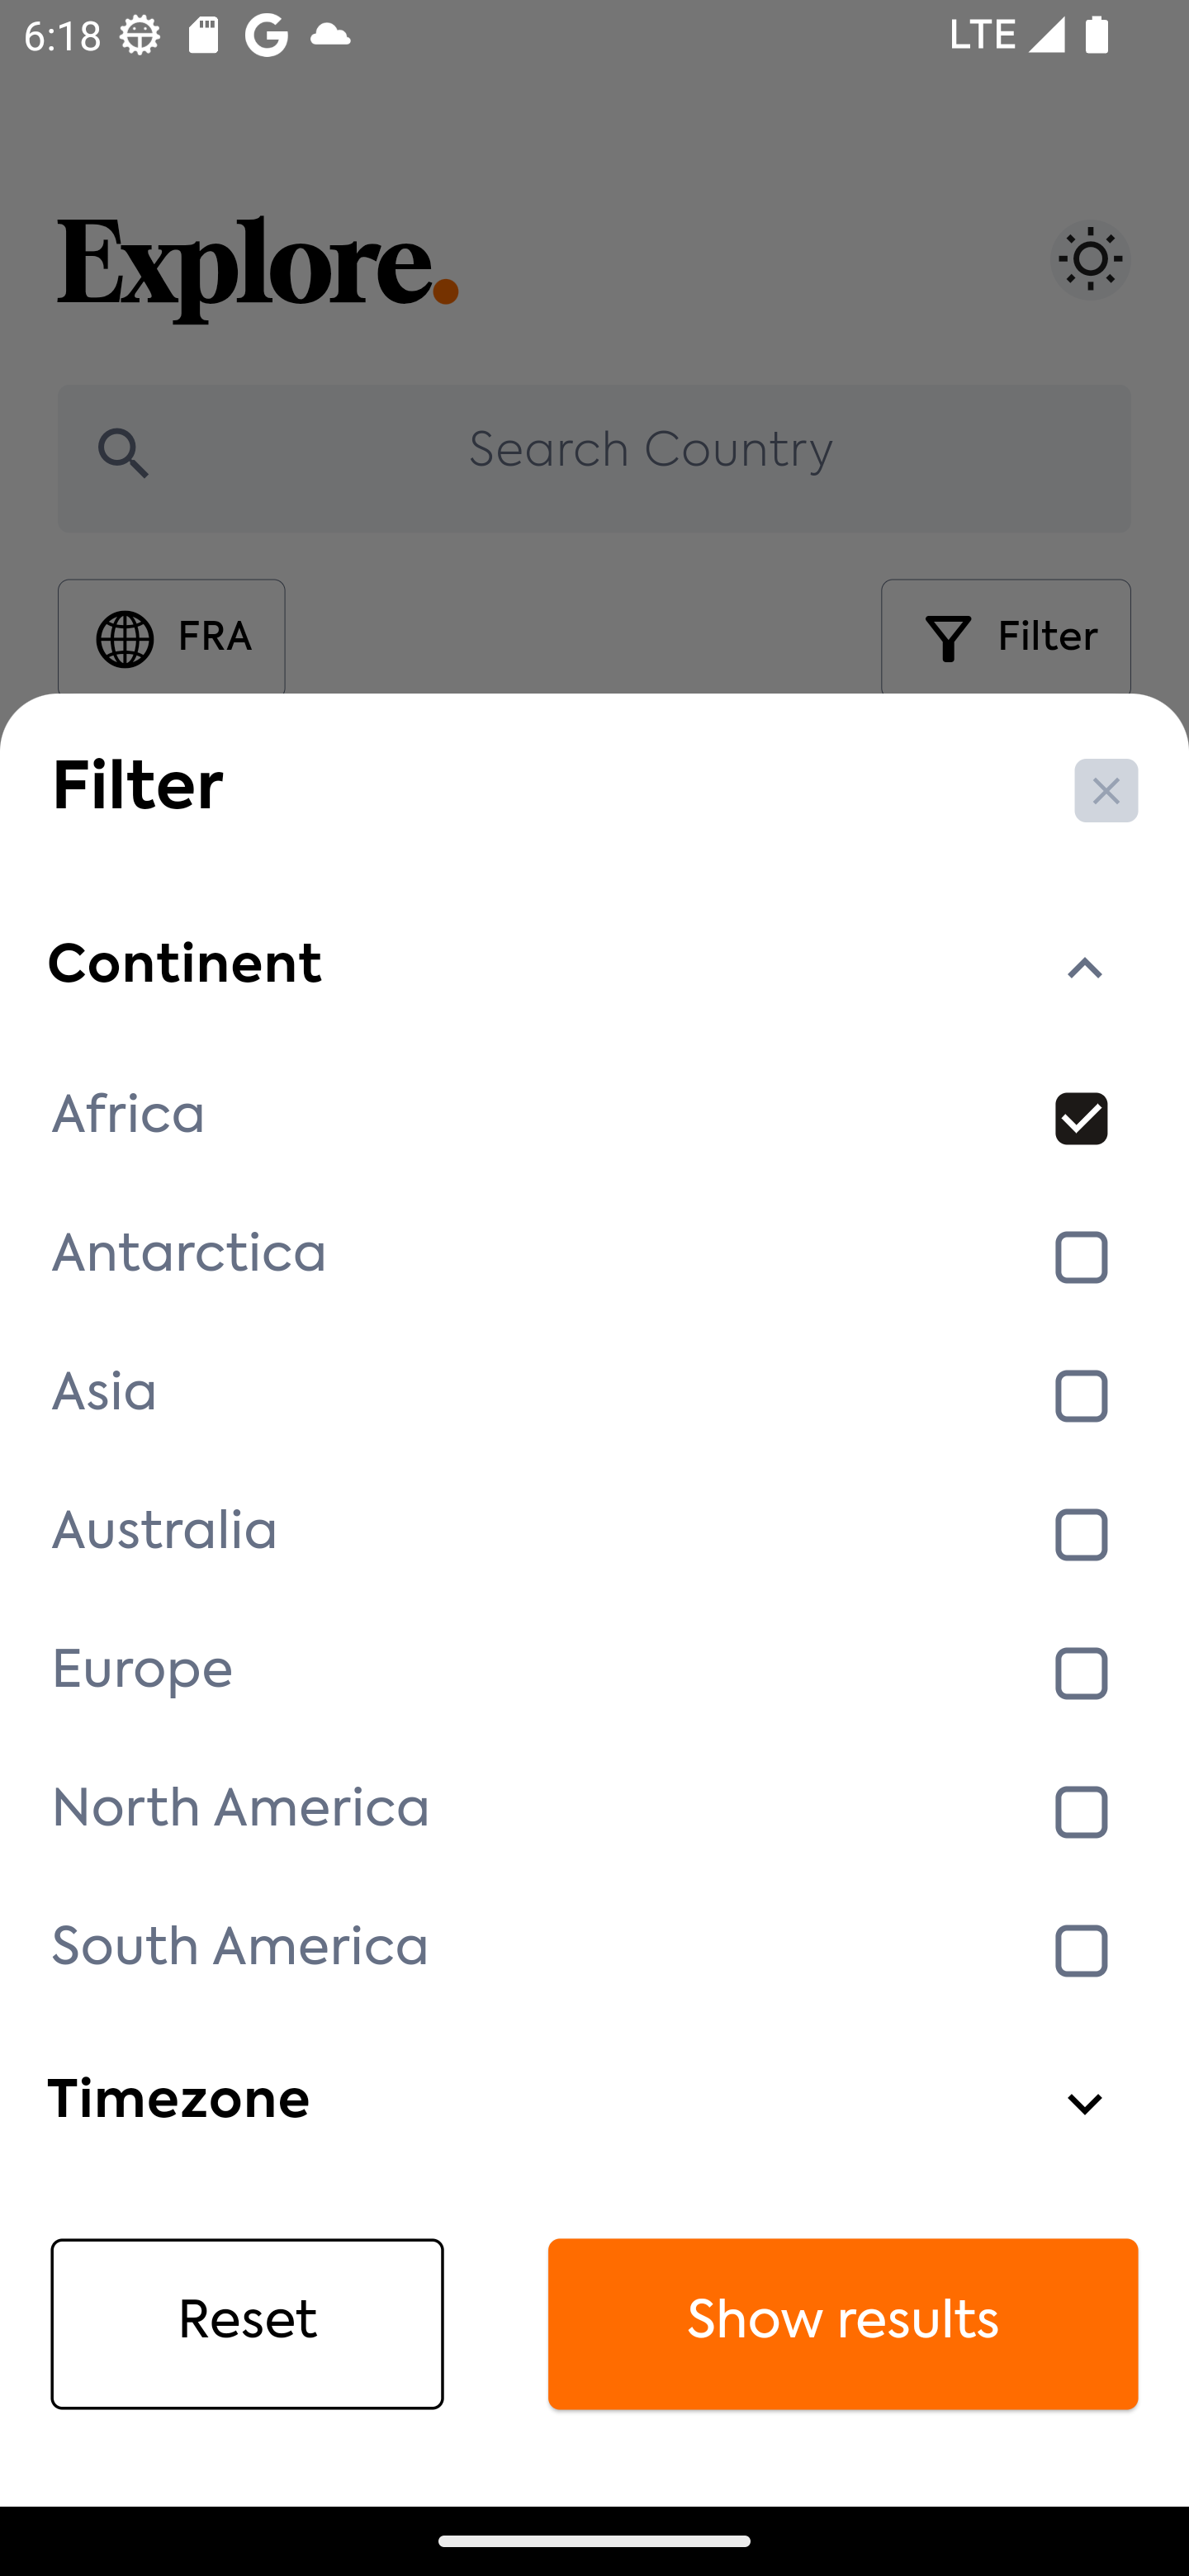 6:18
LTE
Explore.
Search Country
FRA
Filter
Filter
Continent
Africa
Antarctica
Asia
Australia
Europe
North America
South America
Timezone
Reset
Show results